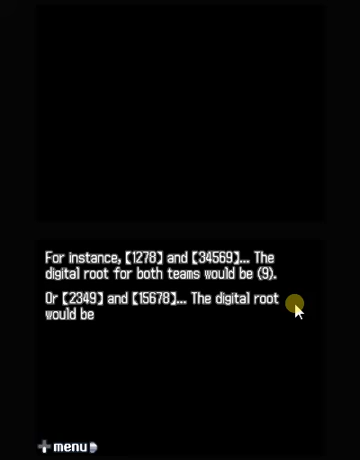 For instance, 【1278】 and 【34569】... The
digital root for both teams would be (9).
Or 【2349】 and 【15678】... The digital root
would be
menu